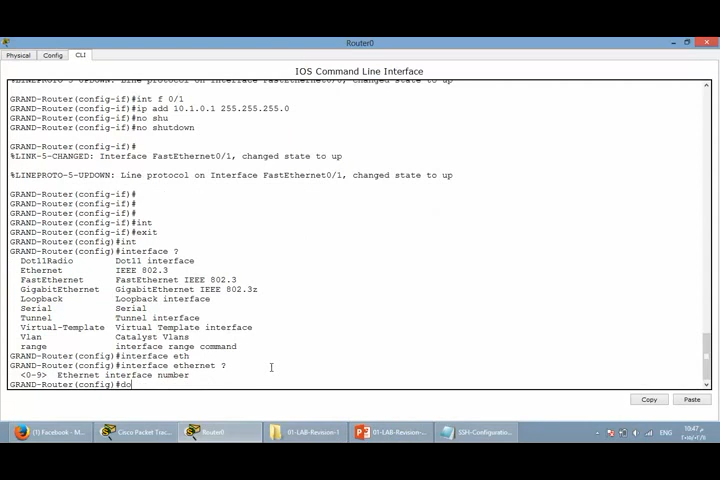 Router0
Physical
Config
CLI
IOS Command Line Interface
%LINEPROTO-5-UPDOWN: Line protocol on Interface FastEthernet0/0, changed state to up
GRAND-Router(config-if)#int f 0/1
GRAND-Router(config-if)#ip add 10.1.0.1 255.255.255.0
GRAND-Router(config-if)#no shu
GRAND-Router(config-if)#no shutdown
GRAND-Router(config-if)#
%LINK-5-CHANGED: Interface FastEthernet0/1, changed state to up
%LINEPROTO-5-UPDOWN: Line protocol on Interface FastEthernet0/1, changed state to up
GRAND-Router(config-if)#
GRAND-Router(config-if)#
GRAND-Router(config-if)#
GRAND-Router(config-if)#int
GRAND-Router(config-if)#exit
GRAND-Router(config)#int
GRAND-Router(config)#interface ?
Dot11Radio Dot11 interface
Ethernet IEEE 802.3
FastEthernet FastEthernet IEEE 802.3
GigabitEthernet GigabitEthernet IEEE 802.3z
Loopback Loopback interface
Serial Serial
Tunnel Tunnel interface
Virtual-Template Virtual Template interface
Vlan Catalyst Vlans
range interface range command
GRAND-Router(config)#interface eth
GRAND-Router(config)#interface ethernet ?
<0-9> Ethernet interface number
GRAND-Router(config)#do
Copy
Paste
(1) Facebook - M...
Cisco Packet Trac...
Router0
01-LAB-Revision-1
01-LAB-Revision-...
SSH-Configuratio...
ENG
10:47 م